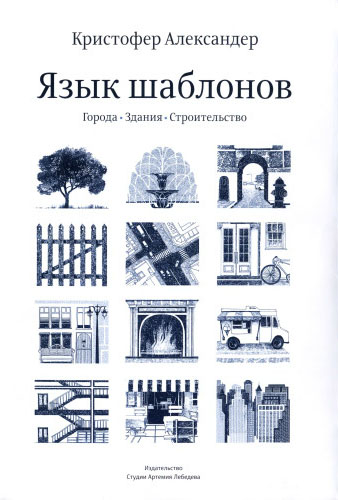 Кристофер Александер
Язык шаблонов
Города • Здания • Строительство
Издательство
Студии Артемия Лебедева